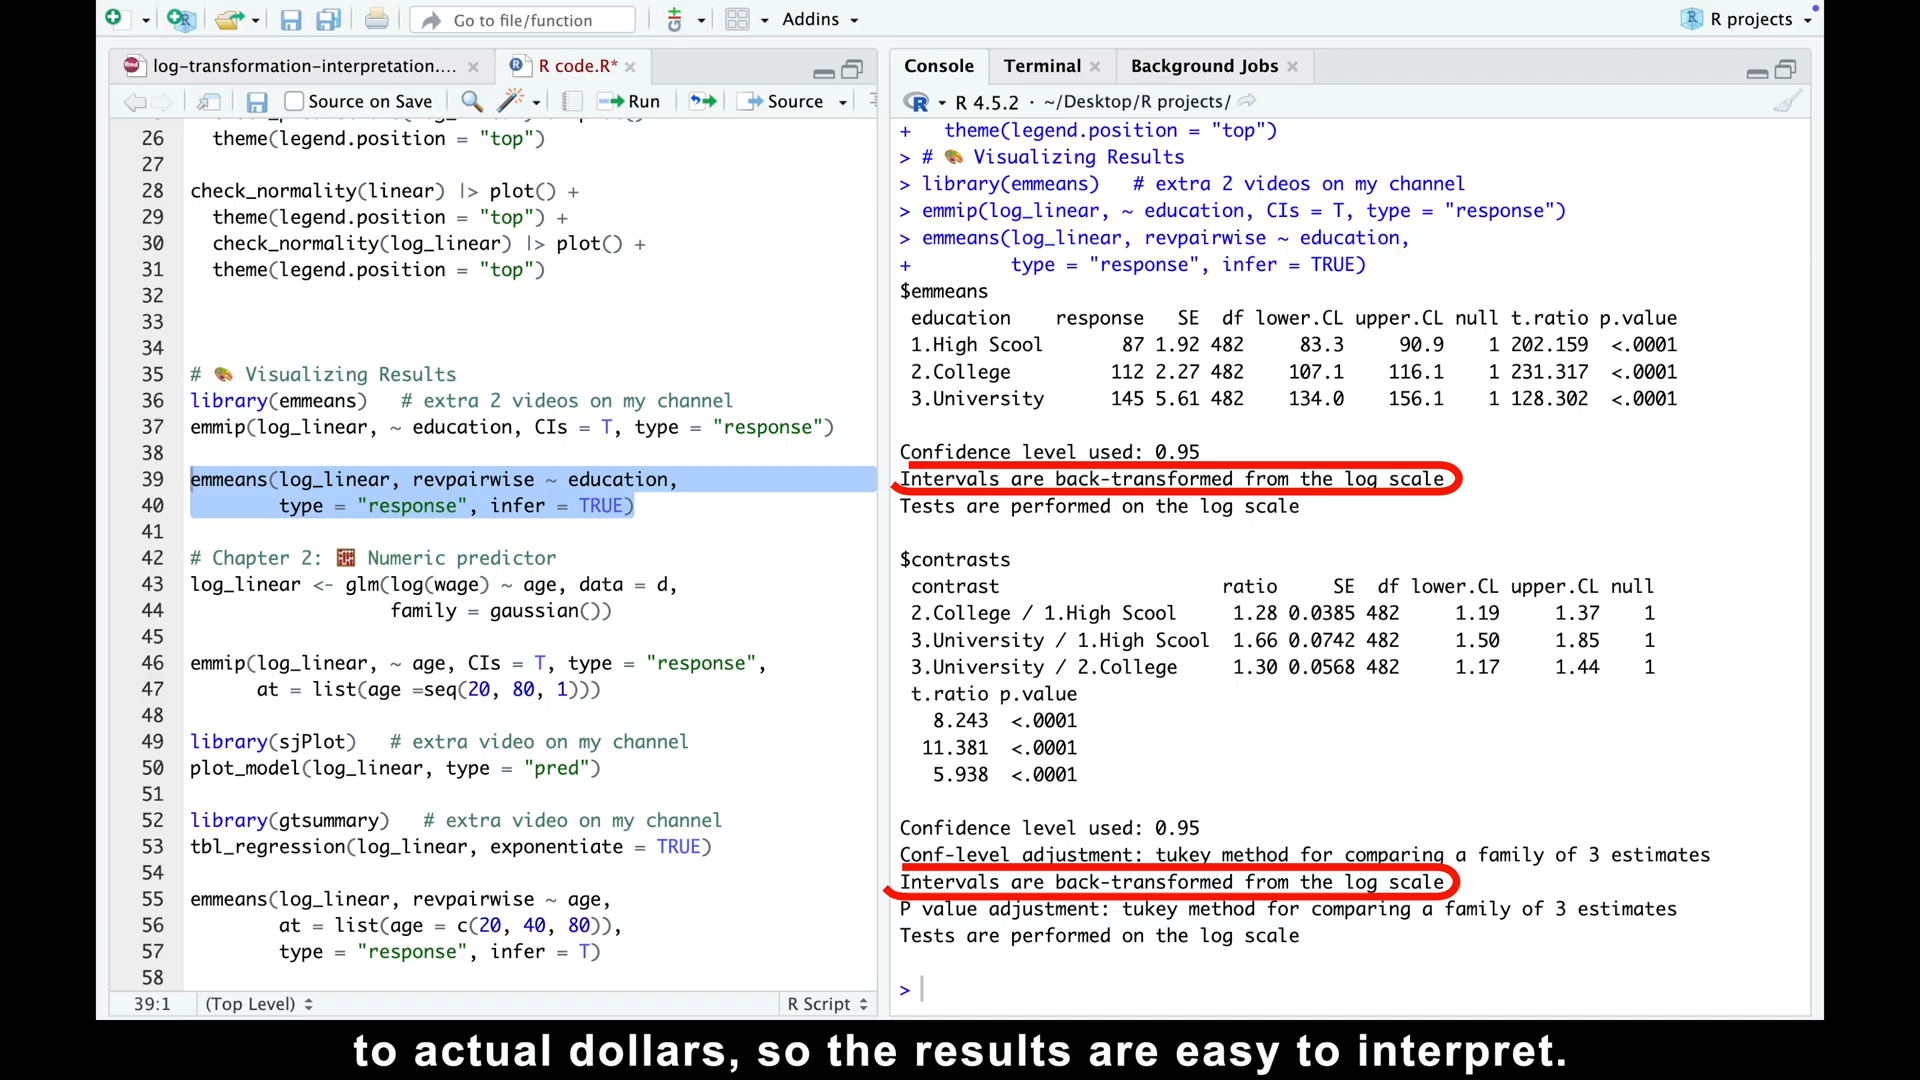 Go to file/function
Addins
R projects
log-transformation-interpretation....
R code.R*
Source on Save
Run
Source
26   theme(legend.position = "top")
27
28 check_normality(linear) |> plot() +
29   theme(legend.position = "top") +
30   check_normality(log_linear) |> plot() +
31   theme(legend.position = "top")
32
33
34
35 # 🎨 Visualizing Results
36 library(emmeans)   # extra 2 videos on my channel
37 emmip(log_linear, ~ education, CIs = T, type = "response")
38
39 emmeans(log_linear, revpairwise ~ education,
40         type = "response", infer = TRUE)
41
42 # Chapter 2: 🧮 Numeric predictor
43 log_linear <- glm(log(wage) ~ age, data = d,
44                   family = gaussian())
45
46 emmip(log_linear, ~ age, CIs = T, type = "response",
47       at = list(age =seq(20, 80, 1)))
48
49 library(sjPlot)   # extra video on my channel
50 plot_model(log_linear, type = "pred")
51
52 library(gtsummary)   # extra video on my channel
53 tbl_regression(log_linear, exponentiate = TRUE)
54
55 emmeans(log_linear, revpairwise ~ age,
56         at = list(age = c(20, 40, 80)),
57         type = "response", infer = T)
58
39:1 (Top Level) R Script
Console Terminal Background Jobs
R 4.5.2 · ~/Desktop/R projects/
+   theme(legend.position = "top")
> # 🎨 Visualizing Results
> library(emmeans)   # extra 2 videos on my channel
> emmip(log_linear, ~ education, CIs = T, type = "response")
> emmeans(log_linear, revpairwise ~ education,
+         type = "response", infer = TRUE)
$emmeans
education    response   SE  df lower.CL upper.CL null t.ratio p.value
1.High Scool       87 1.92 482     83.3     90.9    1 202.159  <.0001
2.College         112 2.27 482    107.1    116.1    1 231.317  <.0001
3.University      145 5.61 482    134.0    156.1    1 128.302  <.0001
Confidence level used: 0.95
Intervals are back-transformed from the log scale
Tests are performed on the log scale
$contrasts
contrast                    ratio     SE  df lower.CL upper.CL null
2.College / 1.High Scool     1.28 0.0385 482     1.19     1.37    1
3.University / 1.High Scool  1.66 0.0742 482     1.50     1.85    1
3.University / 2.College     1.30 0.0568 482     1.17     1.44    1
t.ratio p.value
8.243  <.0001
11.381  <.0001
5.938  <.0001
Confidence level used: 0.95
Conf-level adjustment: tukey method for comparing a family of 3 estimates
Intervals are back-transformed from the log scale
P value adjustment: tukey method for comparing a family of 3 estimates
Tests are performed on the log scale
>
to actual dollars, so the results are easy to interpret.